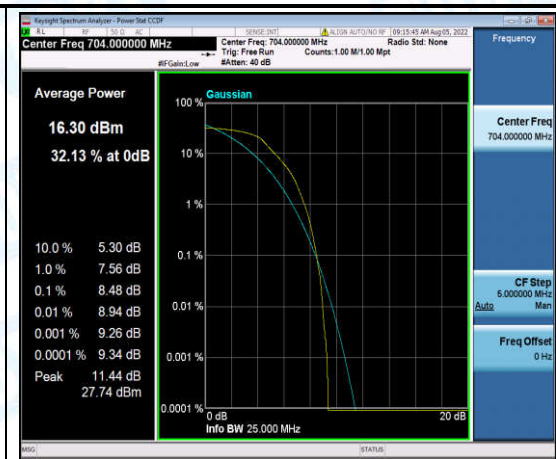 Keysight Spectrum Analyzer - Power Stat CCDF
RL RF 50 Ω AC SENSE:INT ALIGN AUTO/NO RF 09:15:45 AM Aug 05, 2022
Center Freq 704.000000 MHz
Center Freq: 704.000000 MHz Radio Std: None
Trig: Free Run Counts:1.00 M/1.00 Mpt
#IFGain:Low #Atten: 40 dB
Frequency
Average Power
16.30 dBm
32.13 % at 0dB
10.0 % 5.30 dB
1.0 % 7.56 dB
0.1 % 8.48 dB
0.01 % 8.94 dB
0.001 % 9.26 dB
0.0001 % 9.34 dB
Peak 11.44 dB
27.74 dBm
Gaussian
100 %
10 %
1 %
0.1 %
0.01 %
0.001 %
0.0001 %
0 dB 20 dB
Info BW 25.000 MHz
Center Freq
704.000000 MHz
CF Step
5.000000 MHz
Auto Man
Freq Offset
0 Hz
MSG STATUS